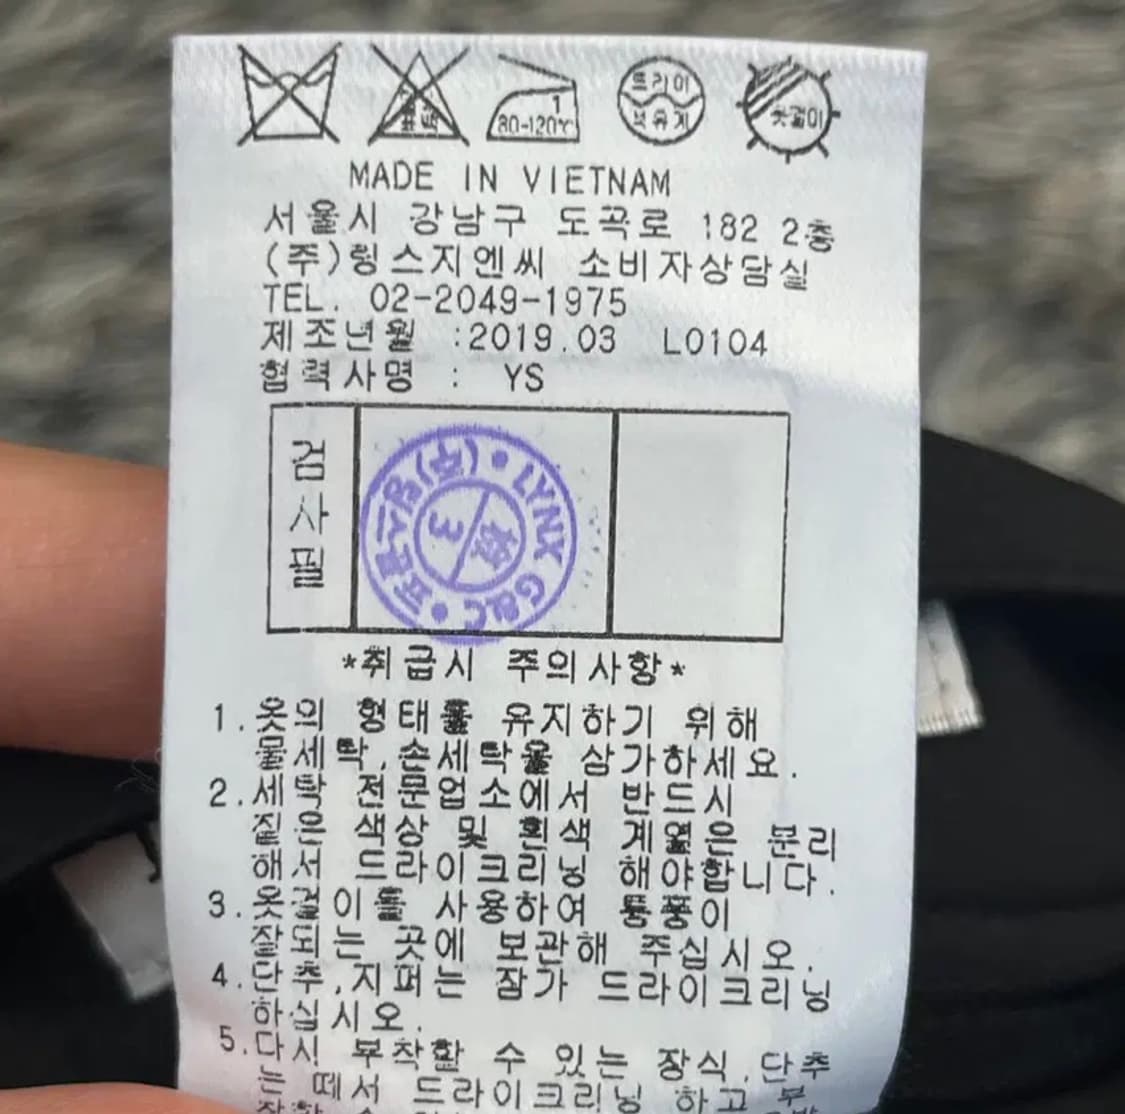 표백
1
80-120℃
드라이
석유계
옷걸이
MADE IN VIETNAM
서울시 강남구 도곡로 182 2층
(주)링스지엔씨 소비자상담실
TEL. 02-2049-1975
제조년월 :2019.03 L0104
협력사명 : YS
검사필
(주)링스 • LYNX G&C •
3 檢
*취급시 주의사항*
1.옷의 형태를 유지하기 위해
물세탁,손세탁을 삼가하세요.
2.세탁 전문업소에서 반드시
짙은 색상 및 흰색 계열은 분리
해서 드라이크리닝 해야합니다.
3.옷걸이를 사용하여 통풍이
잘되는 곳에 보관해 주십시오.
4.단추,지퍼는 잠가 드라이크리닝
하십시오.
5.다시 부착할 수 있는 장식,단추
는 떼서 드라이크리닝 하고 부